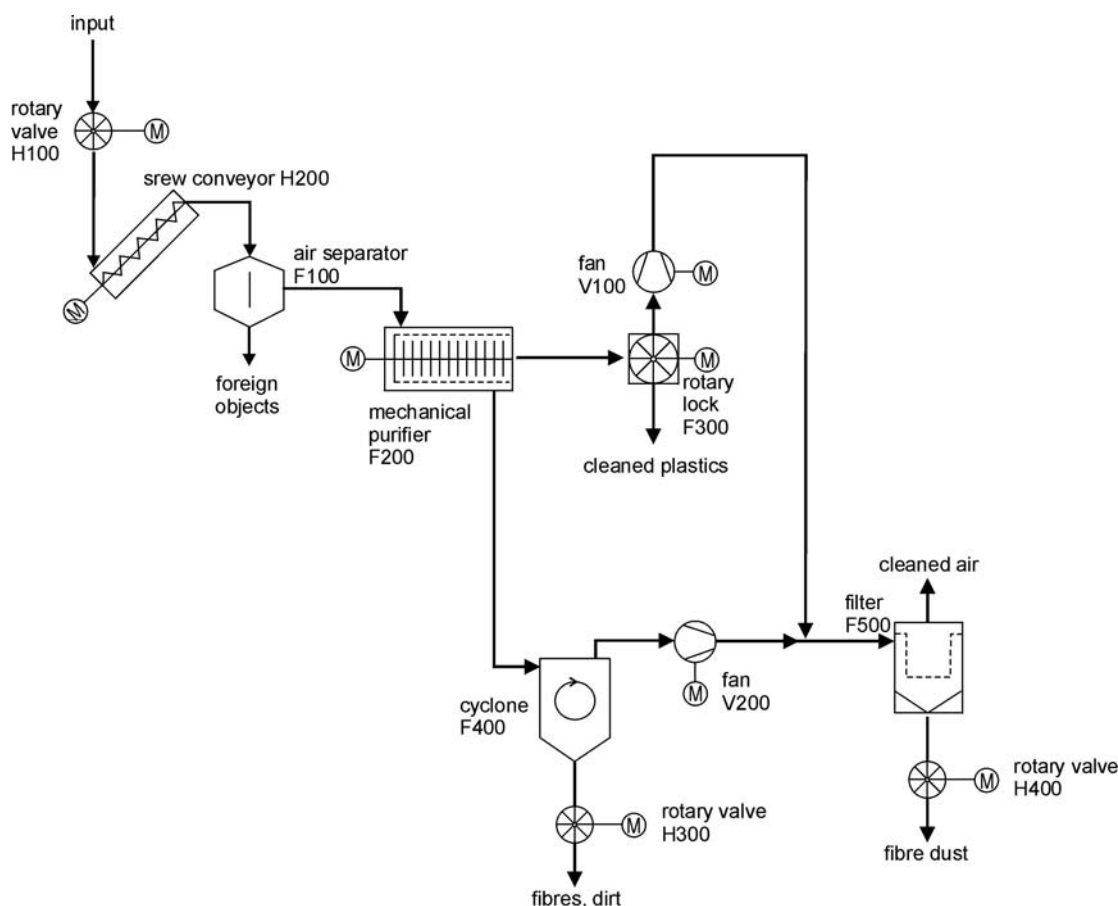 input
rotary
valve
H100
M
srew conveyor H200
M
air separator
F100
foreign
objects
M
mechanical
purifier
F200
fan
V100
M
M
rotary
lock
F300
cleaned plastics
cleaned air
filter
F500
fan
V200
M
cyclone
F400
rotary valve
H400
M
rotary valve
H300
M
fibre dust
fibres, dirt